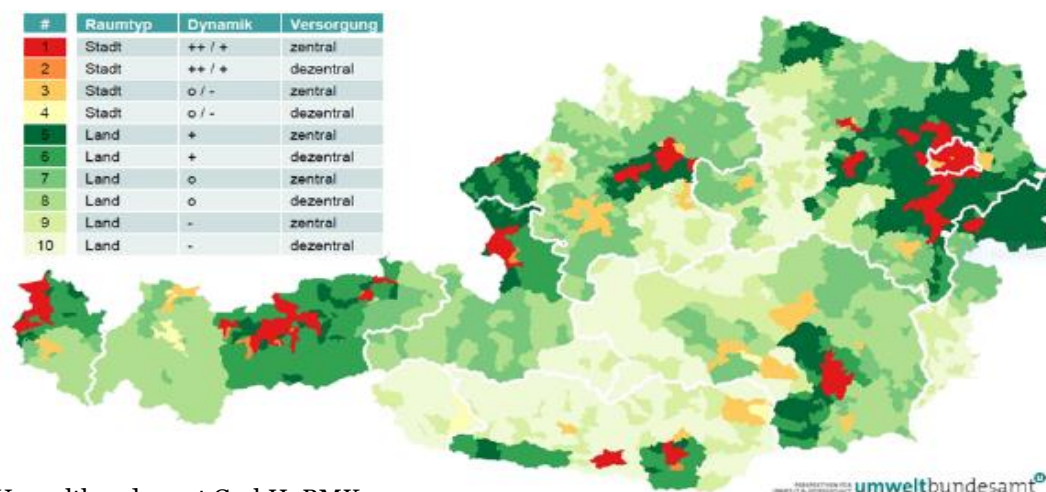 # Raumtyp Dynamik Versorgung
1 Stadt ++ / + zentral
2 Stadt ++ / + dezentral
3 Stadt o / - zentral
4 Stadt o / - dezentral
5 Land + zentral
6 Land + dezentral
7 Land o zentral
8 Land o dezentral
9 Land - zentral
10 Land - dezentral
umweltbundesamt